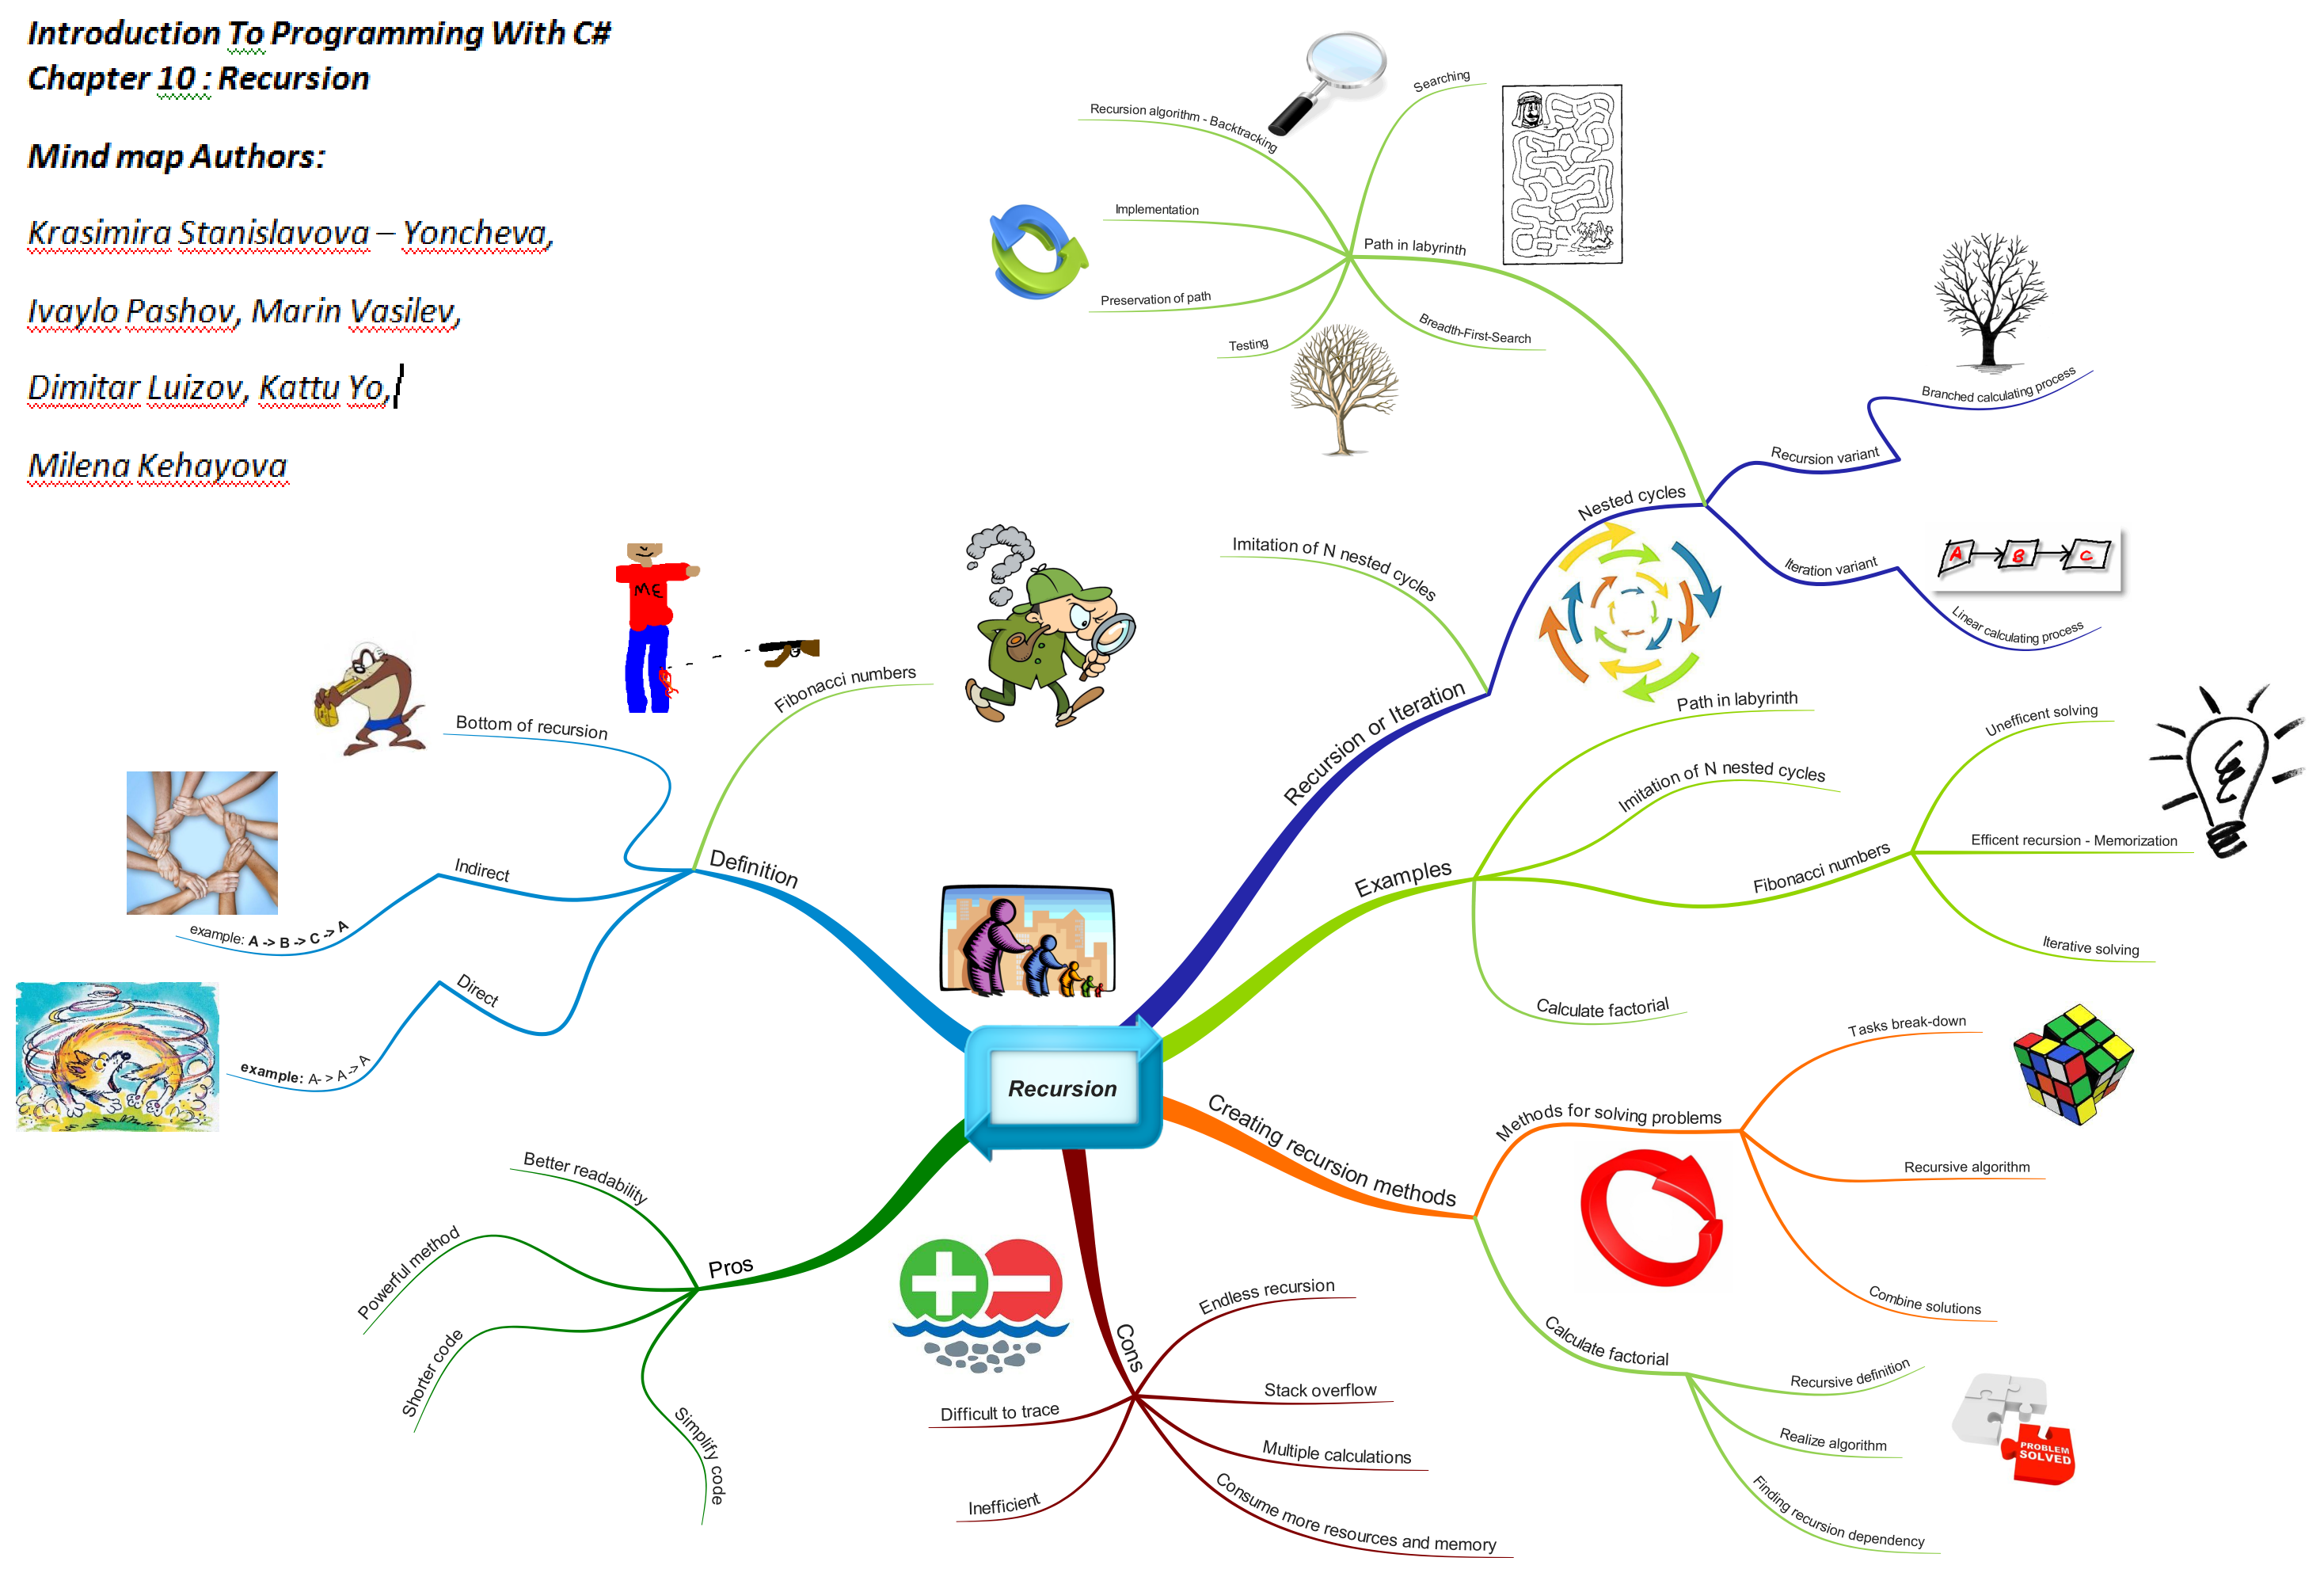 Introduction To Programming With C#
Chapter 10 : Recursion
Mind map Authors:
Krasimira Stanislavova – Yoncheva,
Ivaylo Pashov, Marin Vasilev,
Dimitar Luizov, Kattu Yo,
Milena Kehayova
Recursion
Definition
Fibonacci numbers
Bottom of recursion
ME
Indirect
example: A -> B -> C -> A
Direct
example: A- > A -> A
Recursion or Iteration
Imitation of N nested cycles
Nested cycles
Path in labyrinth
Searching
Recursion algorithm - Backtracking
Implementation
Preservation of path
Testing
Breadth-First-Search
Recursion variant
Branched calculating process
Iteration variant
A B C
Linear calculating process
Examples
Path in labyrinth
Imitation of N nested cycles
Fibonacci numbers
Unefficent solving
Efficent recursion - Memorization
Iterative solving
Calculate factorial
Creating recursion methods
Methods for solving problems
Tasks break-down
Recursive algorithm
Combine solutions
Calculate factorial
Recursive definition
Realize algorithm
Finding recursion dependency
PROBLEM
SOLVED
Cons
Endless recursion
Stack overflow
Multiple calculations
Consume more resources and memory
Difficult to trace
Inefficient
Pros
Better readability
Powerful method
Shorter code
Simplify code